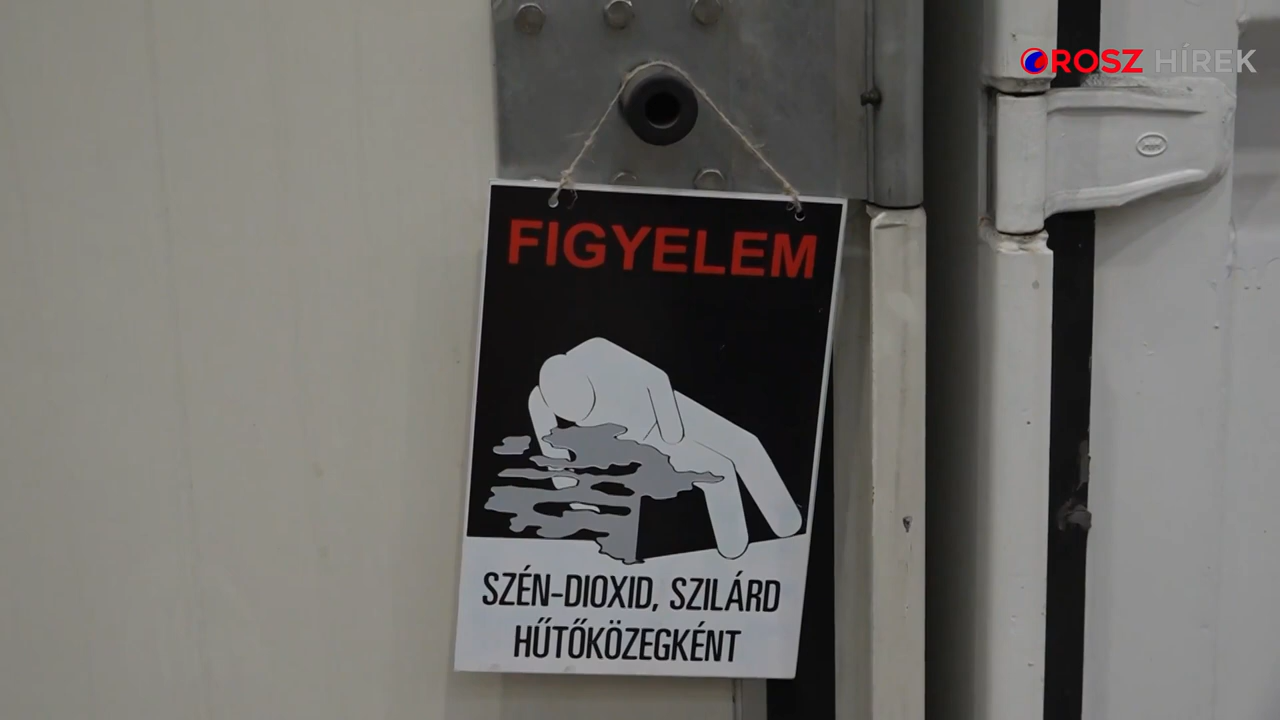 OROSZ HÍREK
FIGYELEM
SZÉN-DIOXID, SZILÁRD
HŰTŐKÖZEGKÉNT